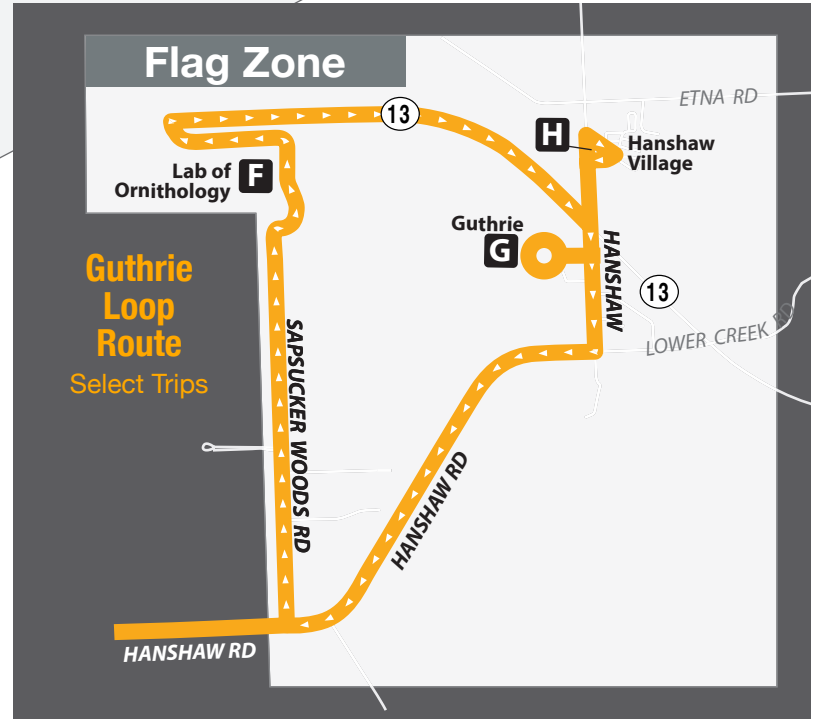 Flag Zone
13
ETNA RD
H
Hanshaw
Village
Lab of
Ornithology
F
Guthrie
G
HANSHAW
13
LOWER CREEK RD
Guthrie
Loop
Route
Select Trips
SAPSUCKER WOODS RD
HANSHAW RD
HANSHAW RD